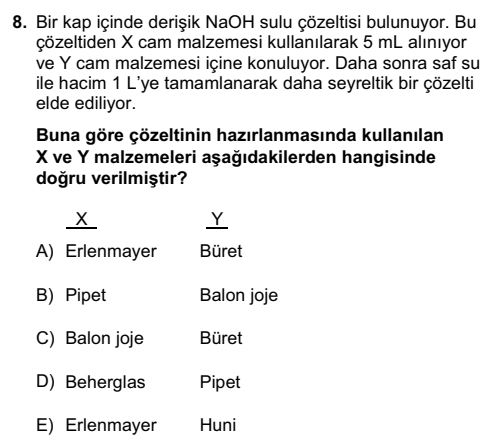 8. Bir kap içinde derişik NaOH sulu çözeltisi bulunuyor. Bu
çözeltiden X cam malzemesi kullanılarak 5 mL alınıyor
ve Y cam malzemesi içine konuluyor. Daha sonra saf su
ile hacim 1 L'ye tamamlanarak daha seyreltik bir çözelti
elde ediliyor.
Buna göre çözeltinin hazırlanmasında kullanılan
X ve Y malzemeleri aşağıdakilerden hangisinde
doğru verilmiştir?
X Y
A) Erlenmayer Büret
B) Pipet Balon joje
C) Balon joje Büret
D) Beherglas Pipet
E) Erlenmayer Huni